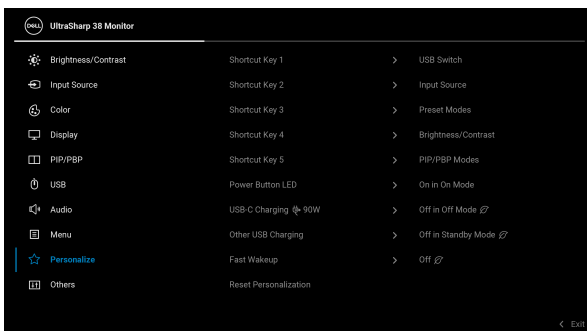 DELL UltraSharp 38 Monitor
Brightness/Contrast Shortcut Key 1 > USB Switch
Input Source Shortcut Key 2 > Input Source
Color Shortcut Key 3 > Preset Modes
Display Shortcut Key 4 > Brightness/Contrast
PIP/PBP Shortcut Key 5 > PIP/PBP Modes
USB Power Button LED > On in On Mode
Audio USB-C Charging 90W > Off in Off Mode
Menu Other USB Charging > Off in Standby Mode
Personalize Fast Wakeup > Off
Others Reset Personalization
< Exit